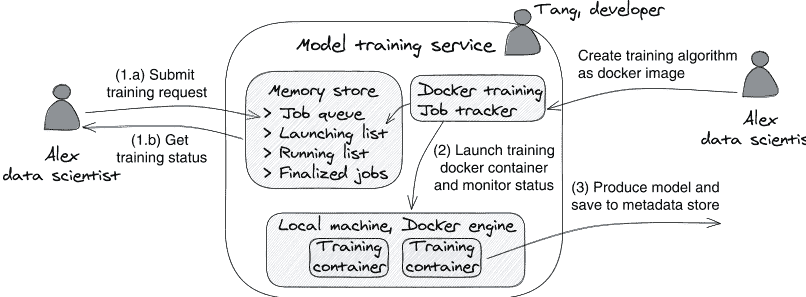 Tang, developer
Model training service
(1.a) Submit
training request
Create training algorithm
as docker image
Memory store
> Job queue
> Launching list
> Running list
> Finalized jobs
Docker training
Job tracker
(1.b) Get
training status
Alex
data scientist
Alex
data scientist
(2) Launch training
docker container
and monitor status
(3) Produce model and
save to metadata store
Local machine, Docker engine
Training
container
Training
container